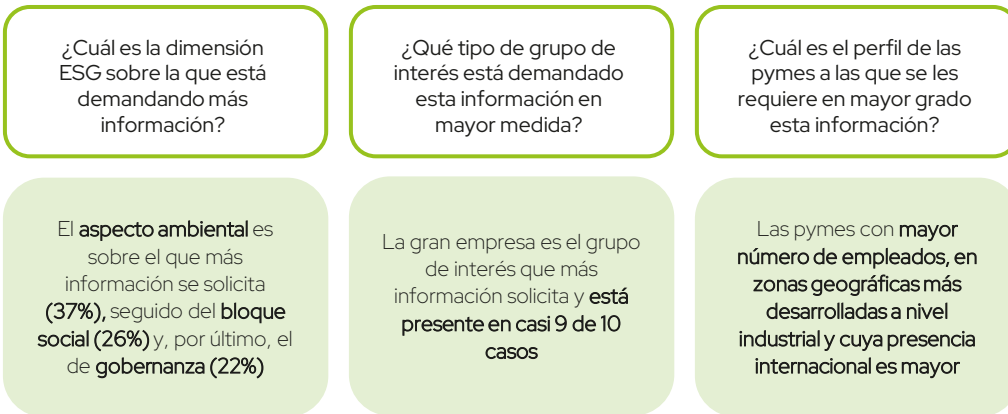 ¿Cuál es la dimensión
ESG sobre la que está
demandando más
información?
¿Qué tipo de grupo de
interés está demandado
esta información en
mayor medida?
¿Cuál es el perfil de las
pymes a las que se les
requiere en mayor grado
esta información?
El aspecto ambiental es
sobre el que más
información se solicita
(37%), seguido del bloque
social (26%) y, por último, el
de gobernanza (22%)
La gran empresa es el grupo
de interés que más
información solicita y está
presente en casi 9 de 10
casos
Las pymes con mayor
número de empleados, en
zonas geográficas más
desarrolladas a nivel
industrial y cuya presencia
internacional es mayor